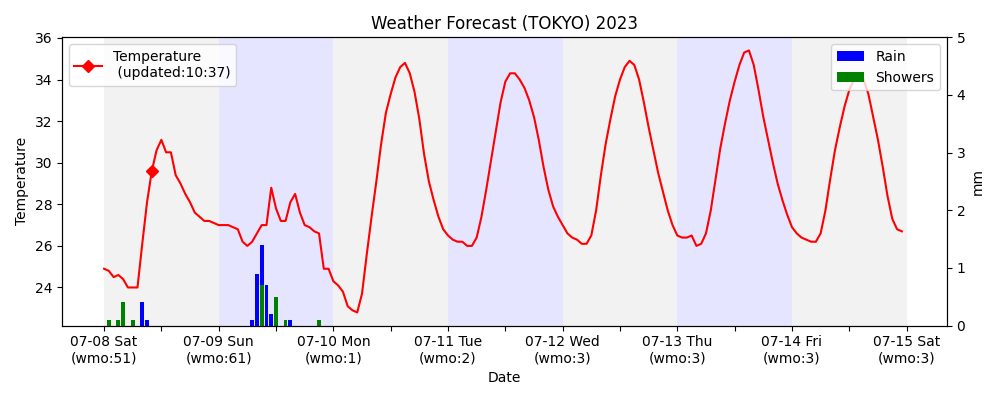 Weather Forecast (TOKYO) 2023
Temperature
(updated:10:37)
Rain
Showers
36
34
32
30
28
26
24
Temperature
5
4
3
2
1
0
mm
07-08 Sat 07-09 Sun 07-10 Mon 07-11 Tue 07-12 Wed 07-13 Thu 07-14 Fri 07-15 Sat
(wmo:51) (wmo:61) (wmo:1) (wmo:2) (wmo:3) (wmo:3) (wmo:3) (wmo:3)
Date